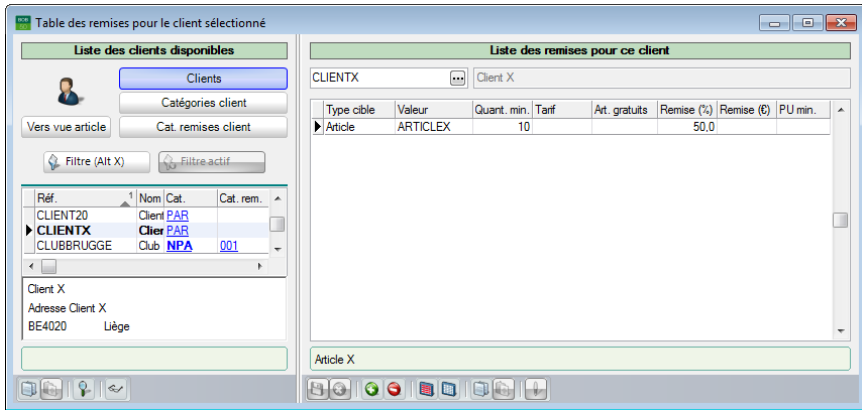 Table des remises pour le client sélectionné
Liste des clients disponibles
Clients
Catégories client
Vers vue article
Cat. remises client
Filtre (Alt X)
Filtre actif
Réf. 1 Nom Cat. Cat. rem.
CLIENT20 Client PAR
CLIENTX Clier PAR
CLUBBRUGGE Club NPA 001
Client X
Adresse Client X
BE4020 Liège
Liste des remises pour ce client
CLIENTX ... Client X
Type cible Valeur Quant. min. Tarif Art. gratuits Remise (%) Remise (€) PU min.
Article ARTICLEX 10 50,0
Article X